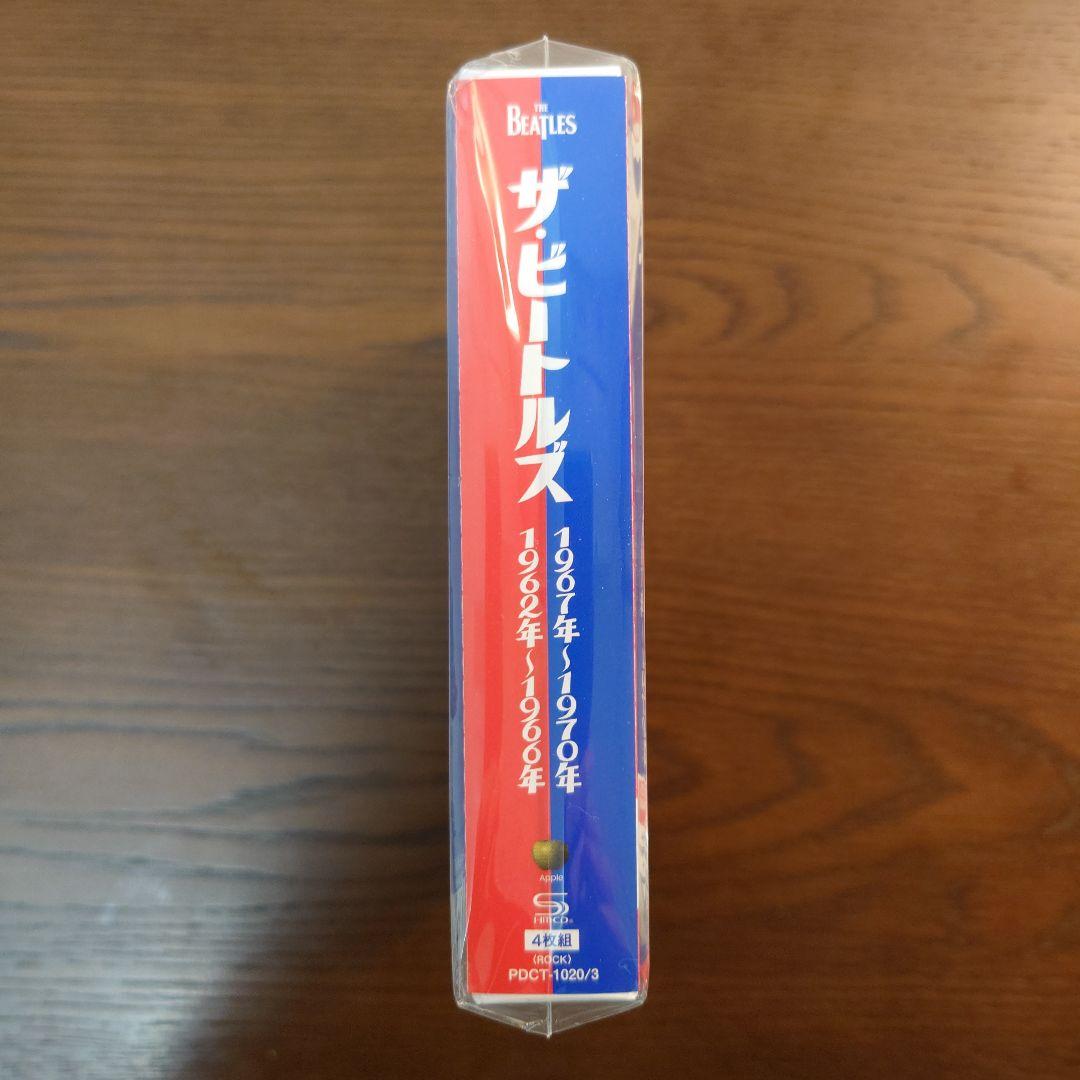 THE
BEATLES
ザ・ビートルズ
1967年〜1970年
1962年〜1966年
Apple
SHM-CD®
4枚組
(ROCK)
PDCT-1020/3